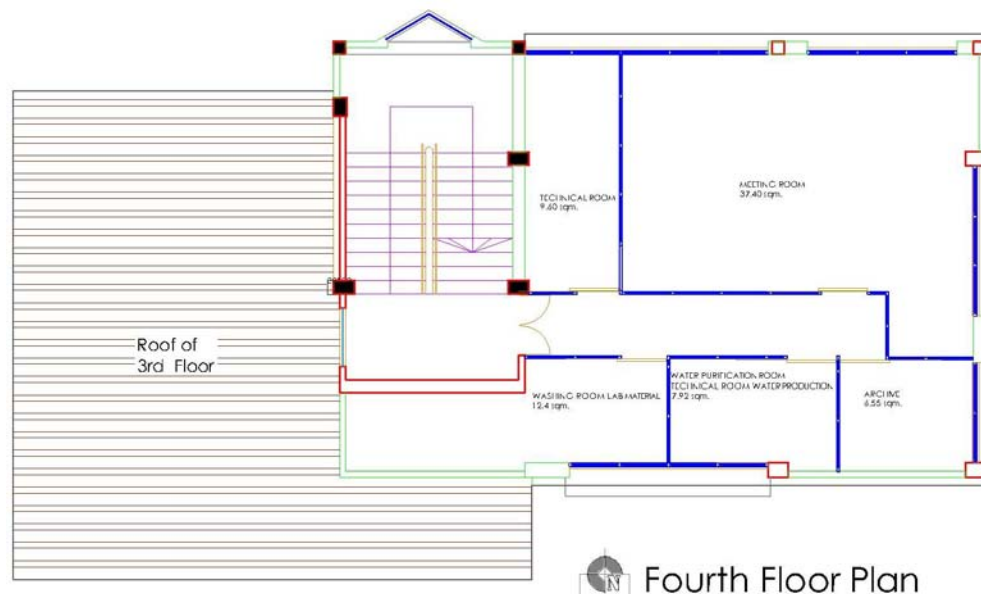 TECHNICAL ROOM
9.60 sqm.
MEETING ROOM
37.40 sqm.
Roof of
3rd Floor
WASHING ROOM LAB MATERIAL
12.4 sqm.
WATER PURIFICATION ROOM
TECHNICAL ROOM WATER PRODUCTION
7.92 sqm.
ARCHIVE
6.55 sqm.
N
Fourth Floor Plan